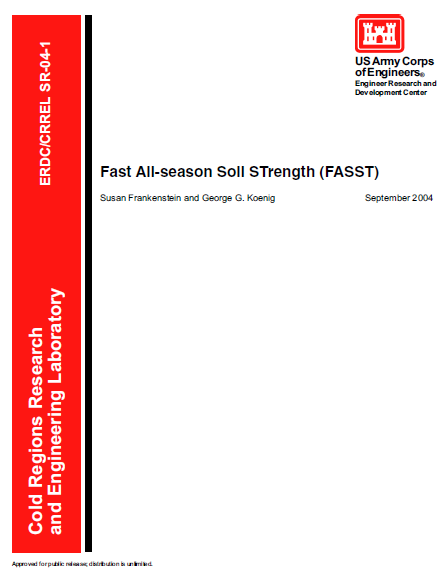 ERDC/CRREL SR-04-1
US Army Corps
of Engineers®
Engineer Research and
Development Center
Fast All-season Soil STrength (FASST)
Susan Frankenstein and George G. Koenig September 2004
Cold Regions Research
and Engineering Laboratory
Approved for public release; distribution is unlimited.